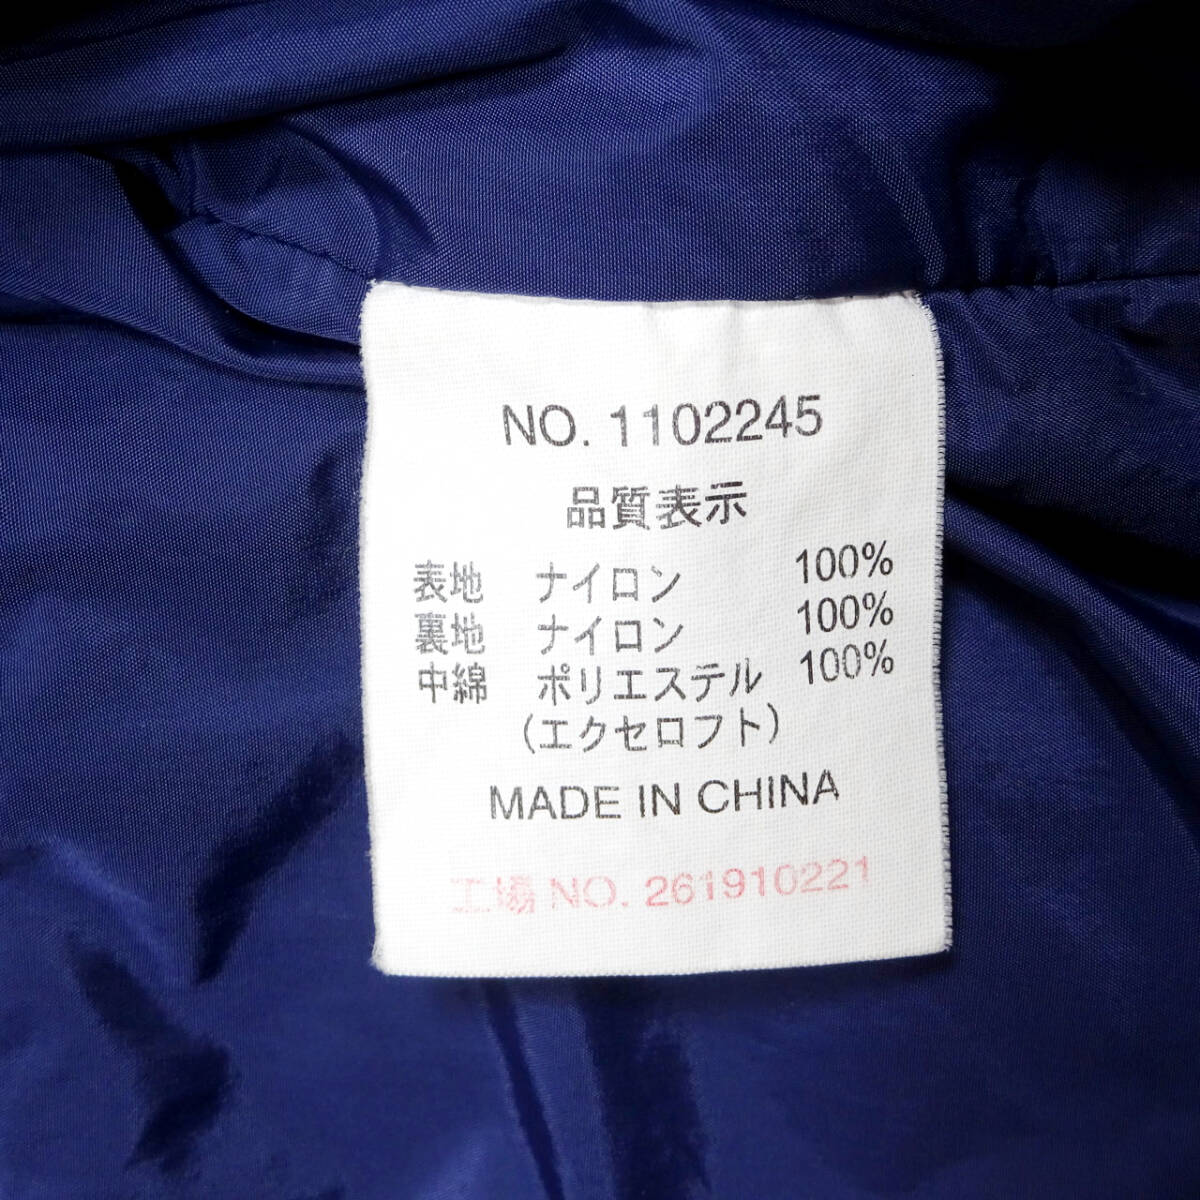 NO. 1102245
品質表示
表地 ナイロン 100%
裏地 ナイロン 100%
中綿 ポリエステル 100%
(エクセロフト)
MADE IN CHINA
工場 NO. 261910221